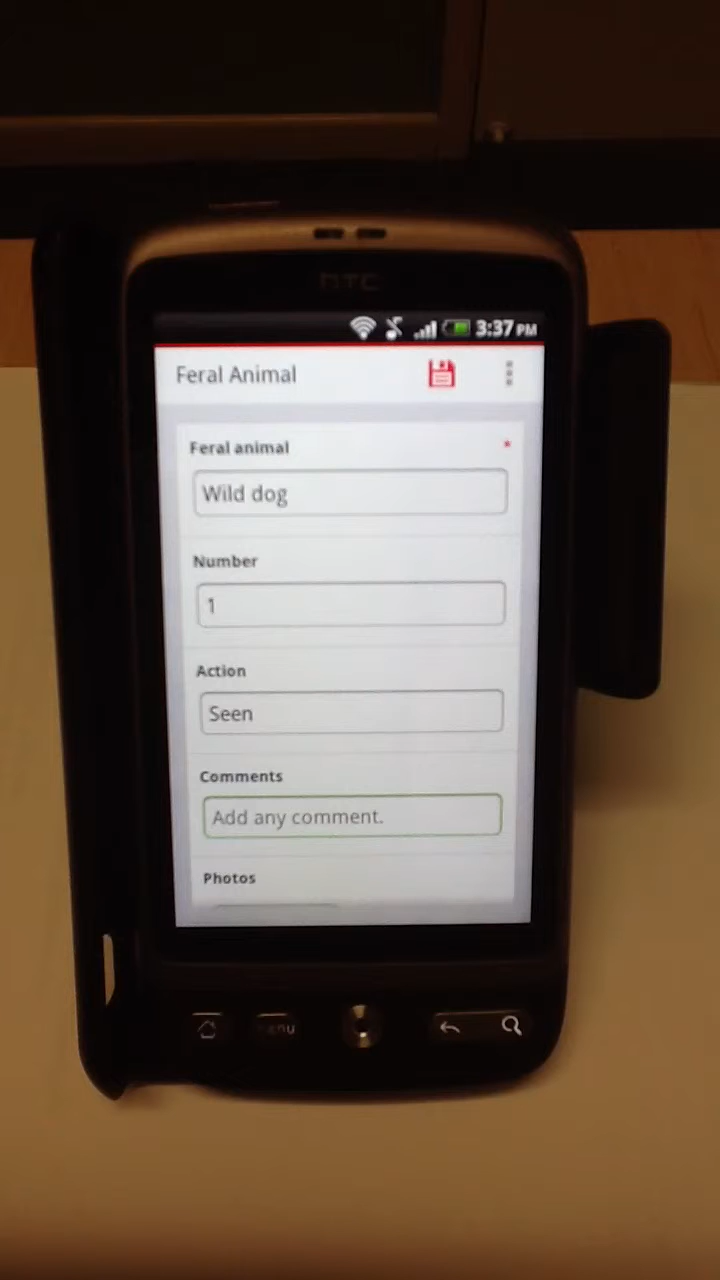 hTC
3:37 PM
Feral Animal
Feral animal *
Wild dog
Number
1
Action
Seen
Comments
Add any comment.
Photos
menu